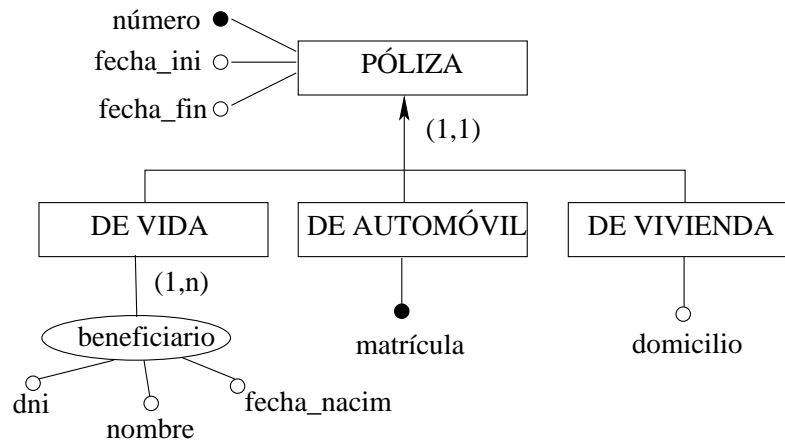 número
fecha_ini
fecha_fin
PÓLIZA
(1,1)
DE VIDA
DE AUTOMÓVIL
DE VIVIENDA
(1,n)
beneficiario
matrícula
domicilio
dni
nombre
fecha_nacim